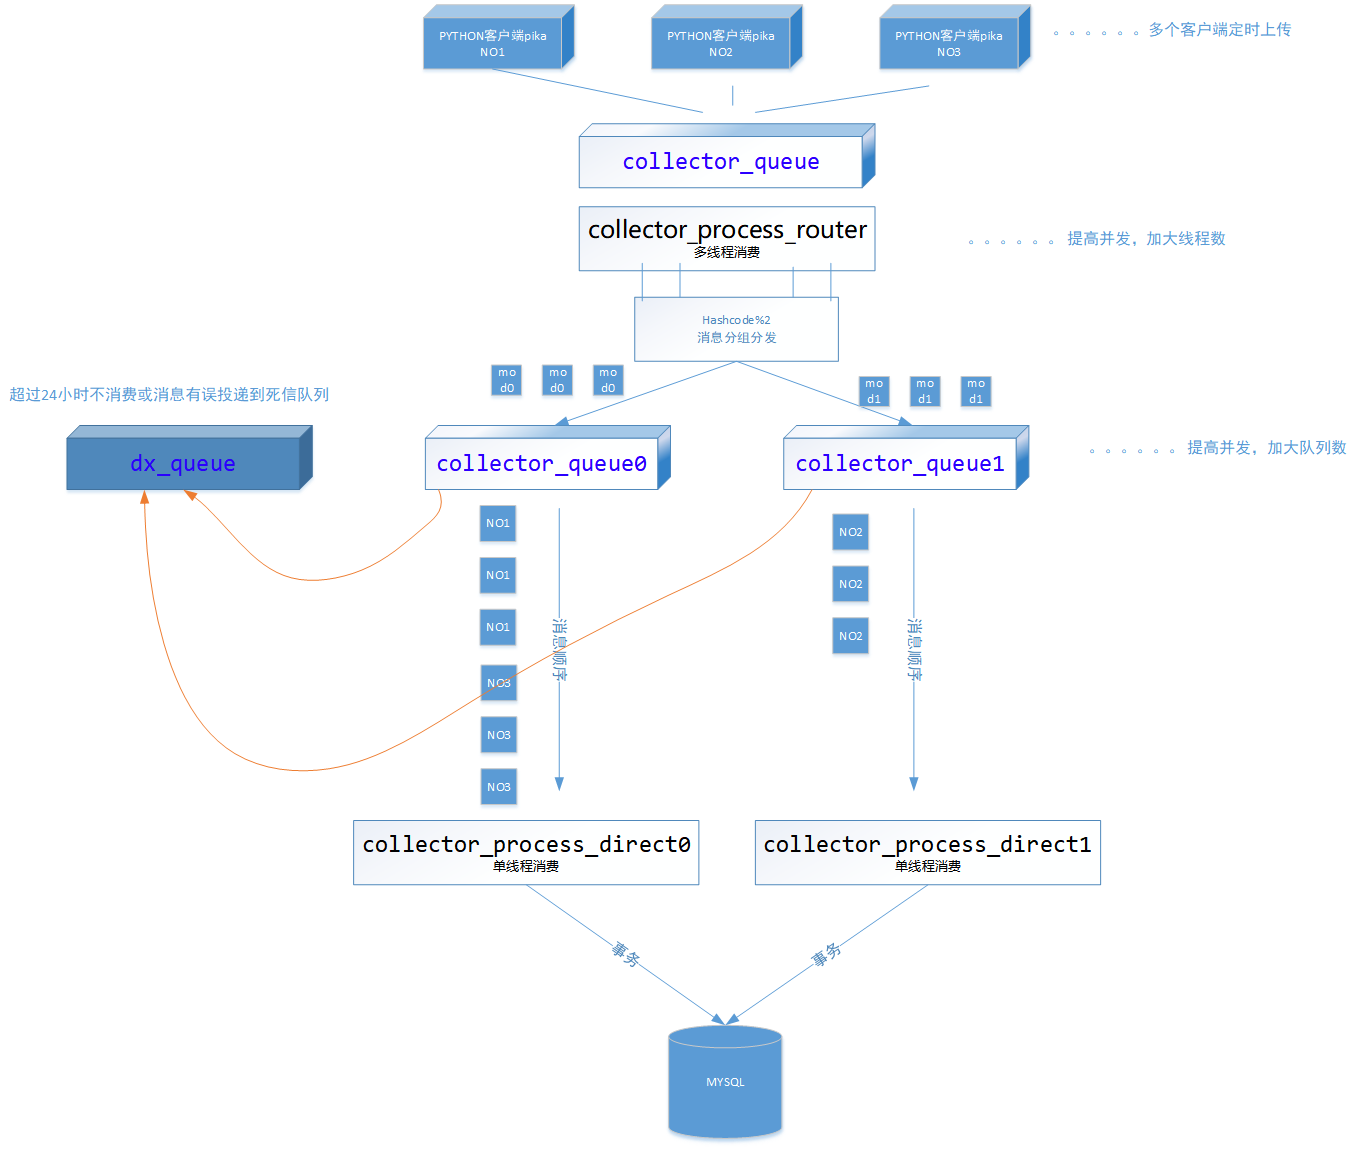 PYTHON客户端pika
NO1
PYTHON客户端pika
NO2
PYTHON客户端pika
NO3
。。。。。。多个客户端定时上传
collector_queue
collector_process_router
多线程消费
。。。。。。 提高并发，加大线程数
Hashcode%2
消息分组分发
mo
d0
mo
d0
mo
d0
mo
d1
mo
d1
mo
d1
超过24小时不消费或消息有误投递到死信队列
dx_queue
collector_queue0
collector_queue1
。。。。。。提高并发，加大队列数
NO1
NO1
NO1
NO3
NO3
NO3
消息顺序
NO2
NO2
NO2
消息顺序
collector_process_direct0
单线程消费
collector_process_direct1
单线程消费
事务
事务
MYSQL